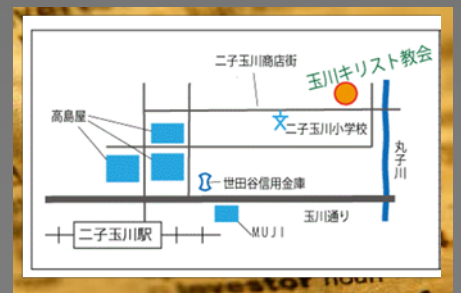 二子玉川商店街
玉川キリスト教会
高島屋
二子玉川小学校
丸子川
世田谷信用金庫
玉川通り
二子玉川駅
MUJI
investor noun